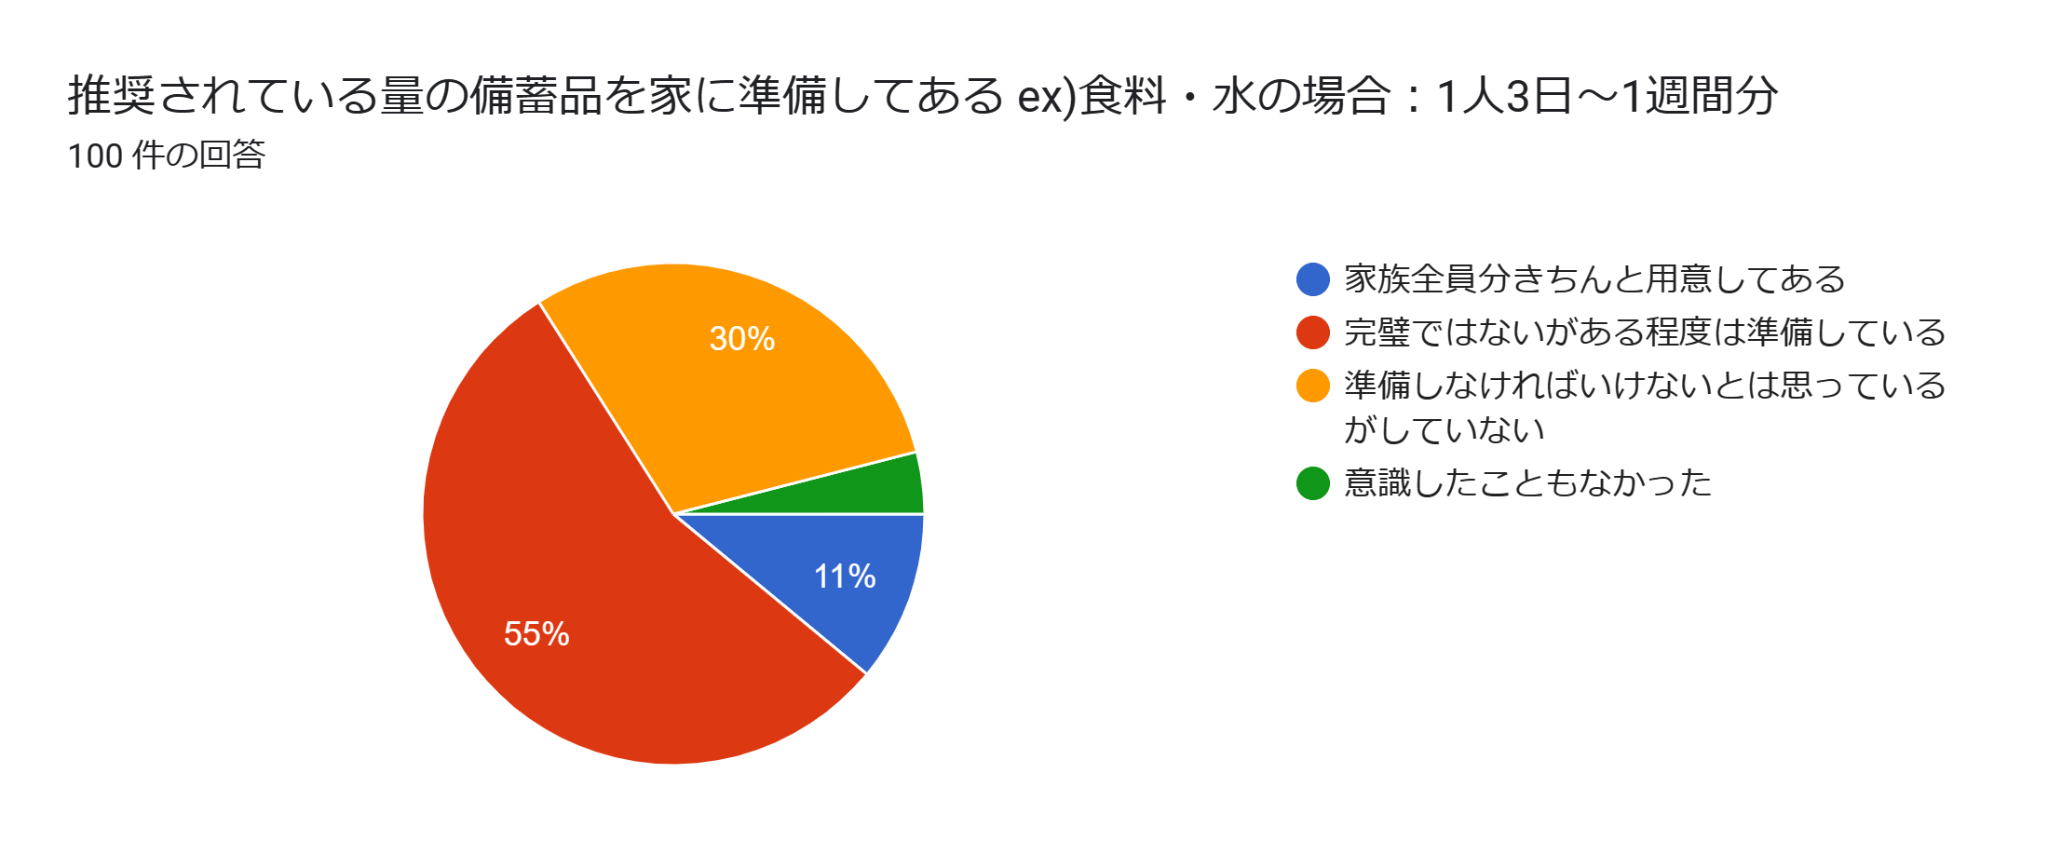 推奨されている量の備蓄品を家に準備してある ex)食料・水の場合：1人3日〜1週間分
100 件の回答
家族全員分きちんと用意してある
完璧ではないがある程度は準備している
準備しなければいけないとは思っている
がしていない
意識したこともなかった
30%
11%
55%